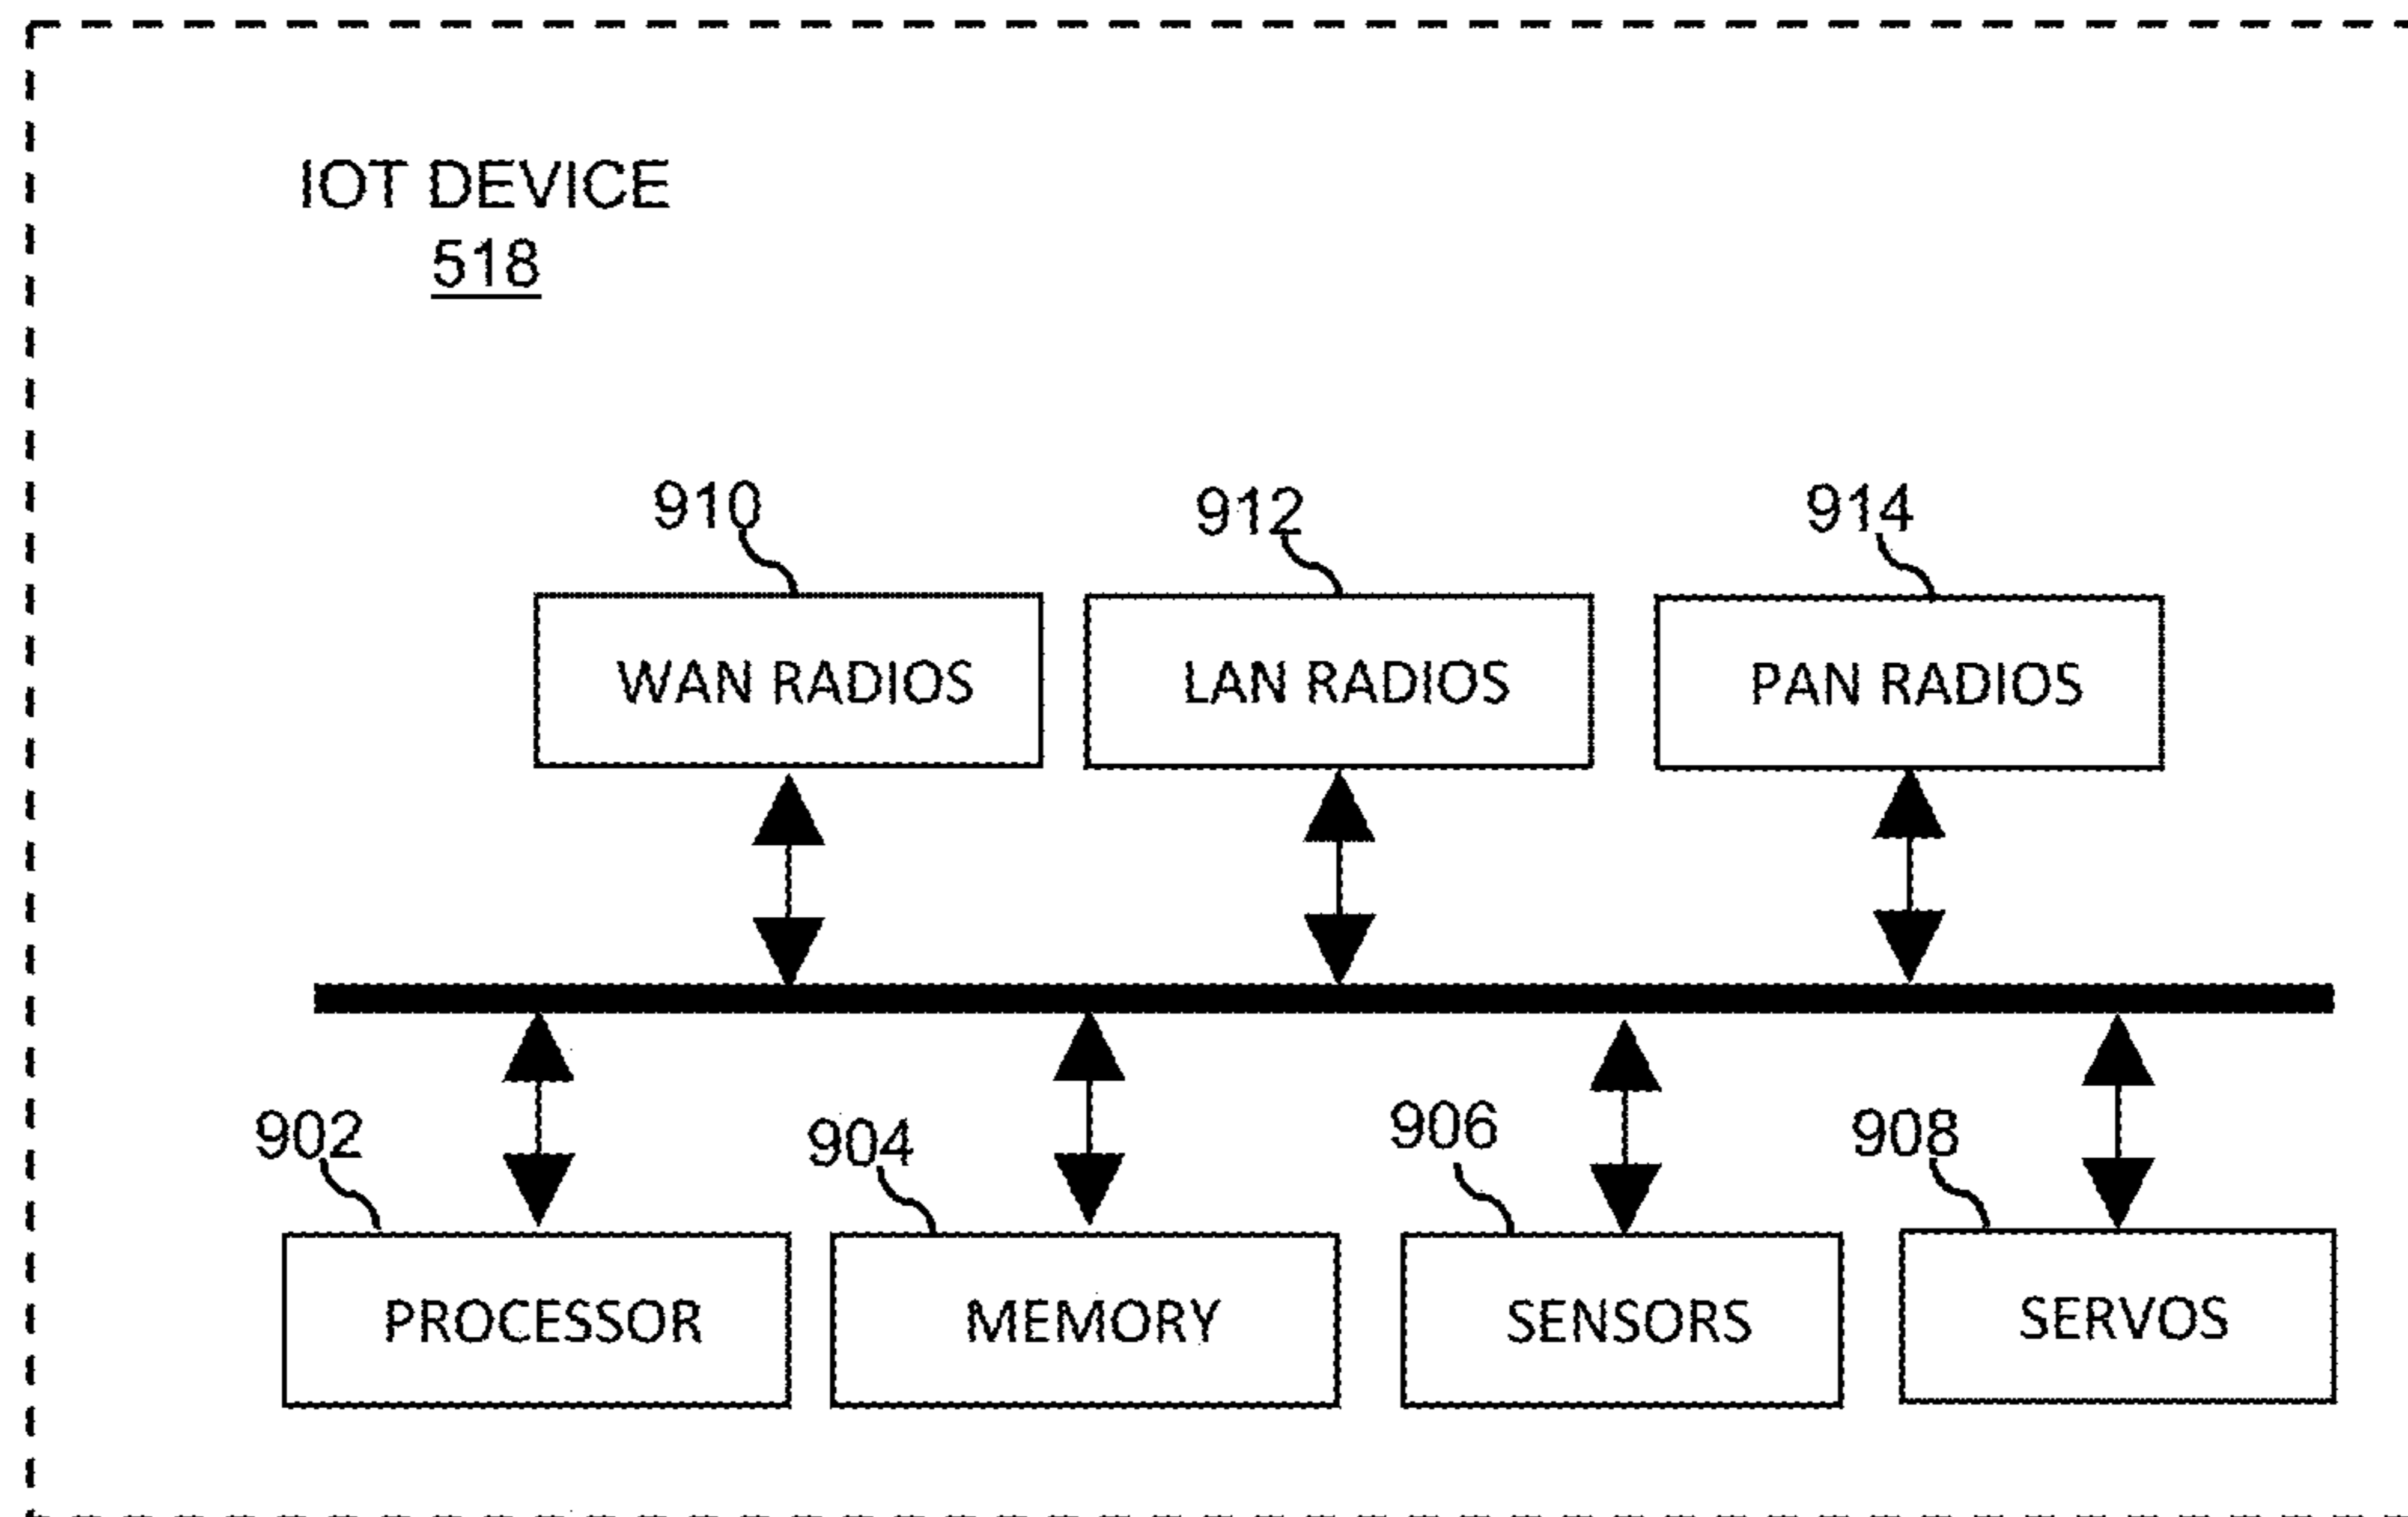 IOT DEVICE
518
910
912
914
WAN RADIOS
LAN RADIOS
PAN RADIOS
902
904
906
908
PROCESSOR
MEMORY
SENSORS
SERVOS